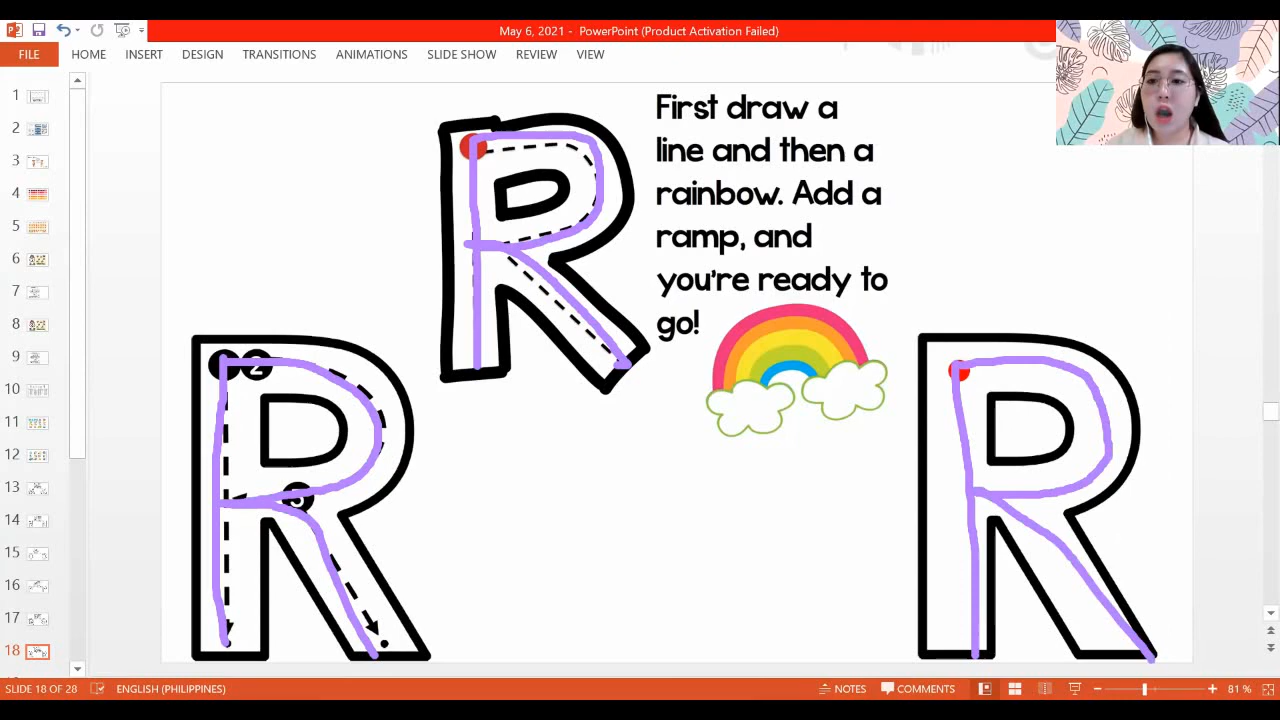 May 6, 2021 - PowerPoint (Product Activation Failed)
FILE HOME INSERT DESIGN TRANSITIONS ANIMATIONS SLIDE SHOW REVIEW VIEW
1
2
3
4
5
6
7
8
9
10
11
12
13
14
15
16
17
18
R
First draw a
line and then a
rainbow. Add a
ramp, and
you're ready to
go!
R
2
3
R
SLIDE 18 OF 28 ENGLISH (PHILIPPINES) NOTES COMMENTS 81 %